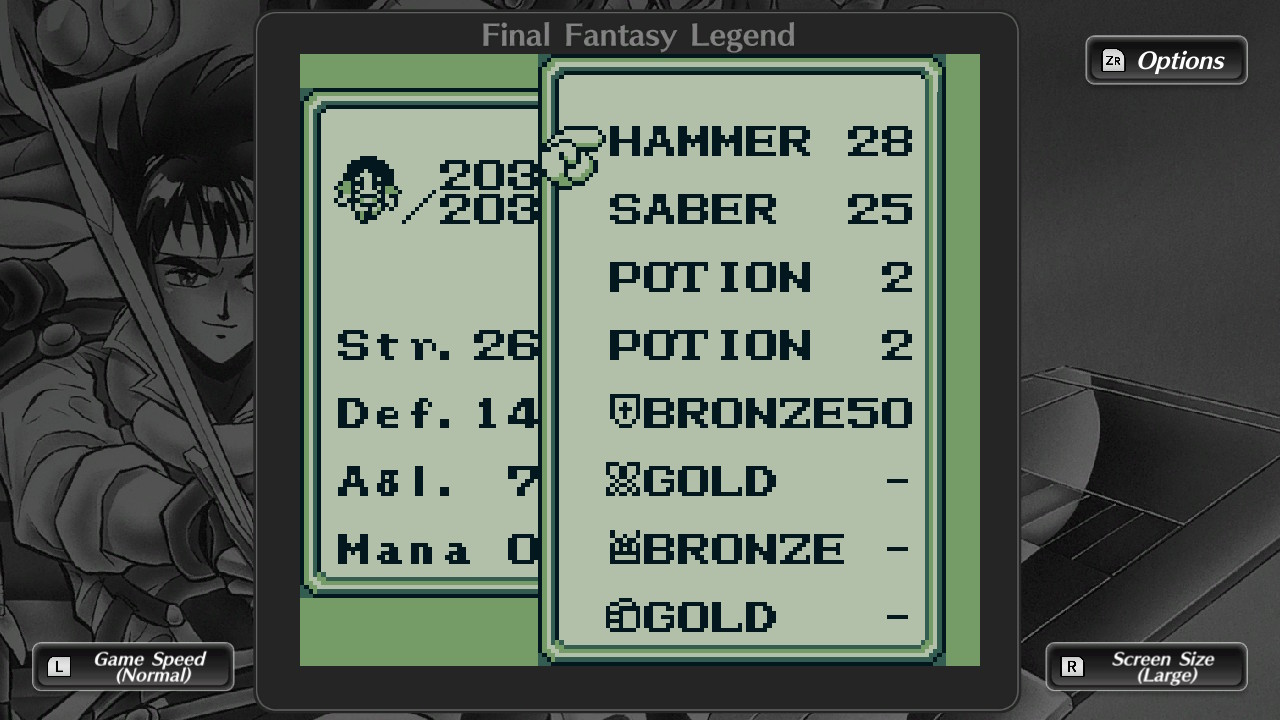 Final Fantasy Legend
ZR Options
203
/203
Str. 26
Def. 14
Agl. 7
Mana 0
HAMMER 28
SABER 25
POTION 2
POTION 2
BRONZE50
GOLD -
BRONZE -
GOLD -
L Game Speed
(Normal)
R Screen Size
(Large)